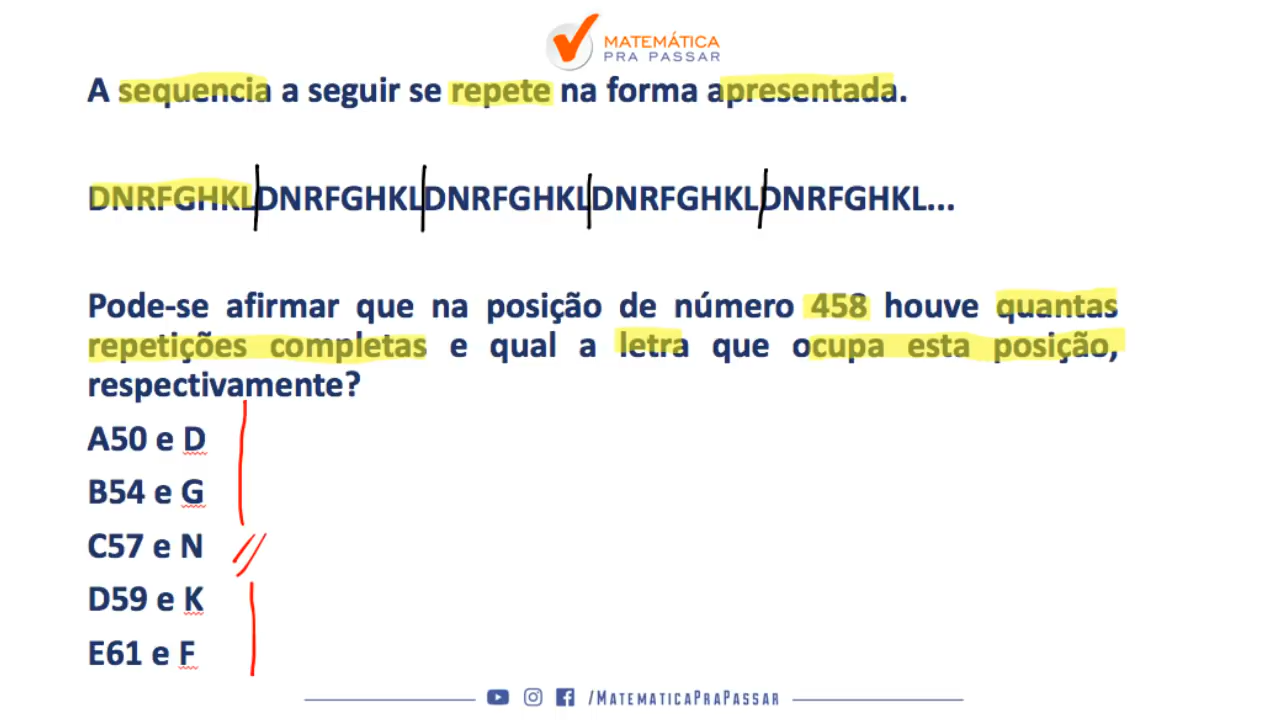 MATEMÁTICA
PRA PASSAR
A sequencia a seguir se repete na forma apresentada.
DNRFGHKLDNRFGHKLDNRFGHKLDNRFGHKLDNRFGHKL...
Pode-se afirmar que na posição de número 458 houve quantas
repetições completas e qual a letra que ocupa esta posição,
respectivamente?
A50 e D
B54 e G
C57 e N
D59 e K
E61 e F
/MatematicaPraPassar